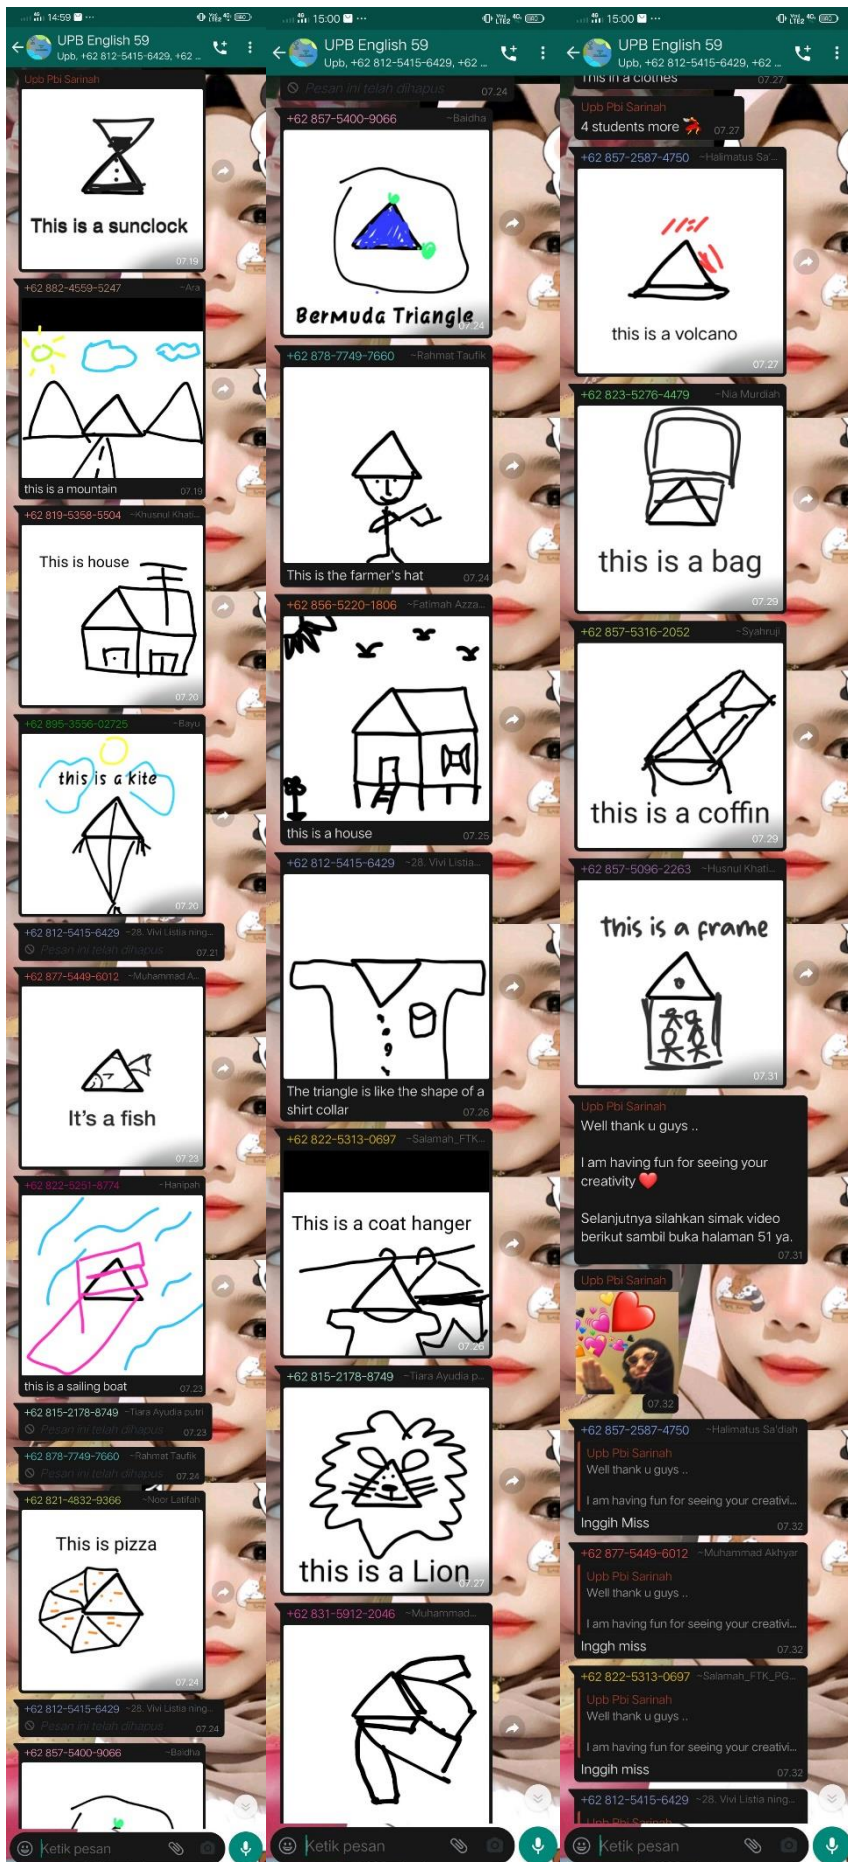 14:59
UPB English 59
Upb, +62 812-5415-6429, +62 ...
Upb Pbi Sarinah
This is a sunclock
07.19
+62 882-4559-5247 ~Ara
this is a mountain
07.19
+62 819-5358-5504 ~Khusnul Khati...
This is house
07.20
+62 895-3556-02725 ~Bayu
this is a kite
07.20
+62 812-5415-6429 ~28. Vivi Listia ning...
Pesan ini telah dihapus 07.21
+62 877-5449-6012 ~Muhammad A...
It's a fish
07.23
+62 822-5251-8774 ~Hanipah
this is a sailing boat
07.23
+62 815-2178-8749 ~Tiara Ayudia putri
Pesan ini telah dihapus 07.23
+62 878-7749-7660 ~Rahmat Taufik
Pesan ini telah dihapus 07.24
+62 821-4832-9366 ~Noor Latifah
This is pizza
07.24
+62 812-5415-6429 ~28. Vivi Listia ning...
Pesan ini telah dihapus 07.24
+62 857-5400-9066 ~Baidha
Ketik pesan
15:00
UPB English 59
Upb, +62 812-5415-6429, +62 ...
Pesan ini telah dihapus 07.24
+62 857-5400-9066 ~Baidha
Bermuda Triangle
07.24
+62 878-7749-7660 ~Rahmat Taufik
This is the farmer's hat
07.24
+62 856-5220-1806 ~Fatimah Azza...
this is a house
07.25
+62 812-5415-6429 ~28. Vivi Listia...
The triangle is like the shape of a
shirt collar
07.26
+62 822-5313-0697 ~Salamah_FTK...
This is a coat hanger
07.26
+62 815-2178-8749 ~Tiara Ayudia p...
this is a Lion
07.27
+62 831-5912-2046 ~Muhammad...
Ketik pesan
15:00
UPB English 59
Upb, +62 812-5415-6429, +62 ...
This in a clothes
07.27
Upb Pbi Sarinah
4 students more 07.27
+62 857-2587-4750 ~Halimatus Sa'...
this is a volcano
07.27
+62 823-5276-4479 ~Nia Murdiah
this is a bag
07.29
+62 857-5316-2052 ~Syahruji
this is a coffin
07.29
+62 857-5096-2263 ~Husnul Khati...
this is a frame
07.31
Upb Pbi Sarinah
Well thank u guys ..
I am having fun for seeing your
creativity
Selanjutnya silahkan simak video
berikut sambil buka halaman 51 ya.
07.31
Upb Pbi Sarinah
07.32
+62 857-2587-4750 ~Halimatus Sa'diah
Upb Pbi Sarinah
Well thank u guys ..
I am having fun for seeing your creativi...
Inggih Miss
07.32
+62 877-5449-6012 ~Muhammad Akhyar
Upb Pbi Sarinah
Well thank u guys ..
I am having fun for seeing your creativi...
Inggh miss
07.32
+62 822-5313-0697 ~Salamah_FTK_PG...
Upb Pbi Sarinah
Well thank u guys ..
I am having fun for seeing your creativi...
Inggih miss
07.32
+62 812-5415-6429 ~28. Vivi Listia ning...
Upb Pbi Sarinah
Ketik pesan